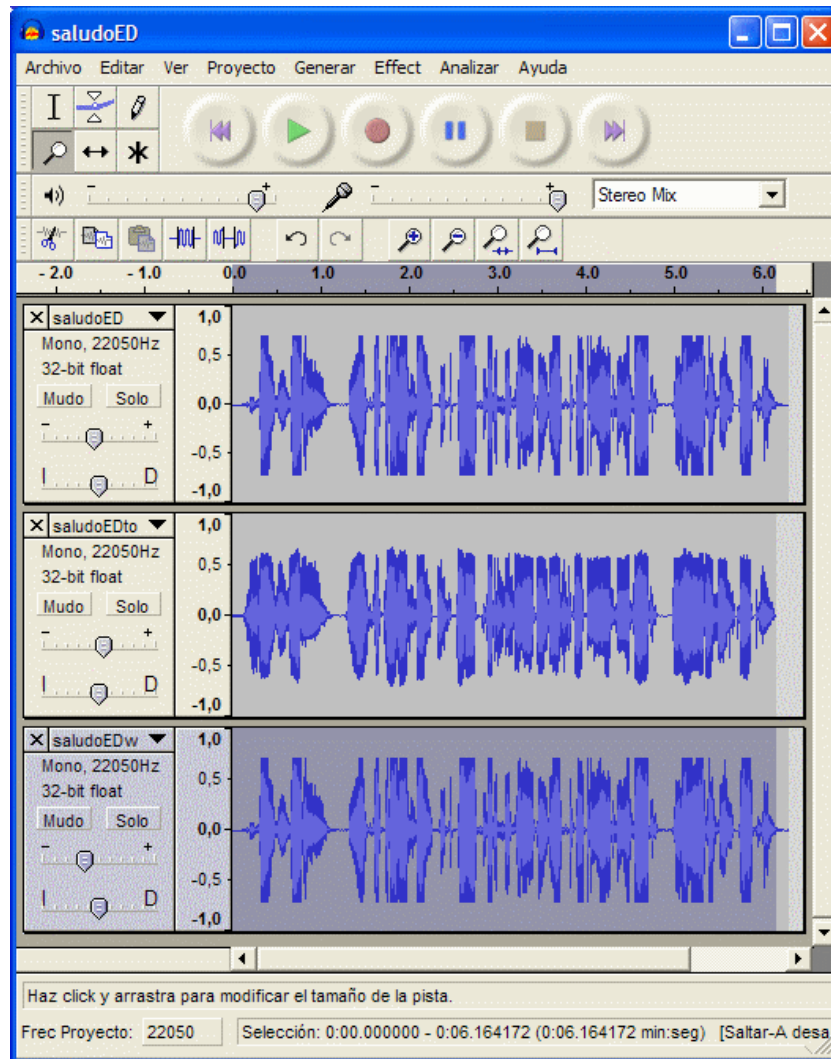 saludoED
Archivo Editar Ver Proyecto Generar Effect Analizar Ayuda
Stereo Mix
- 2.0 - 1.0 0.0 1.0 2.0 3.0 4.0 5.0 6.0
saludoED
Mono, 22050Hz
32-bit float
Mudo Solo
- +
I D
1,0
0,5
0,0
-0,5
-1,0
saludoEDto
Mono, 22050Hz
32-bit float
Mudo Solo
- +
I D
1,0
0,5
0,0
-0,5
-1,0
saludoEDw
Mono, 22050Hz
32-bit float
Mudo Solo
- +
I D
1,0
0,5
0,0
-0,5
-1,0
Haz click y arrastra para modificar el tamaño de la pista.
Frec Proyecto: 22050 Selección: 0:00.000000 - 0:06.164172 (0:06.164172 min:seg) [Saltar-A desa